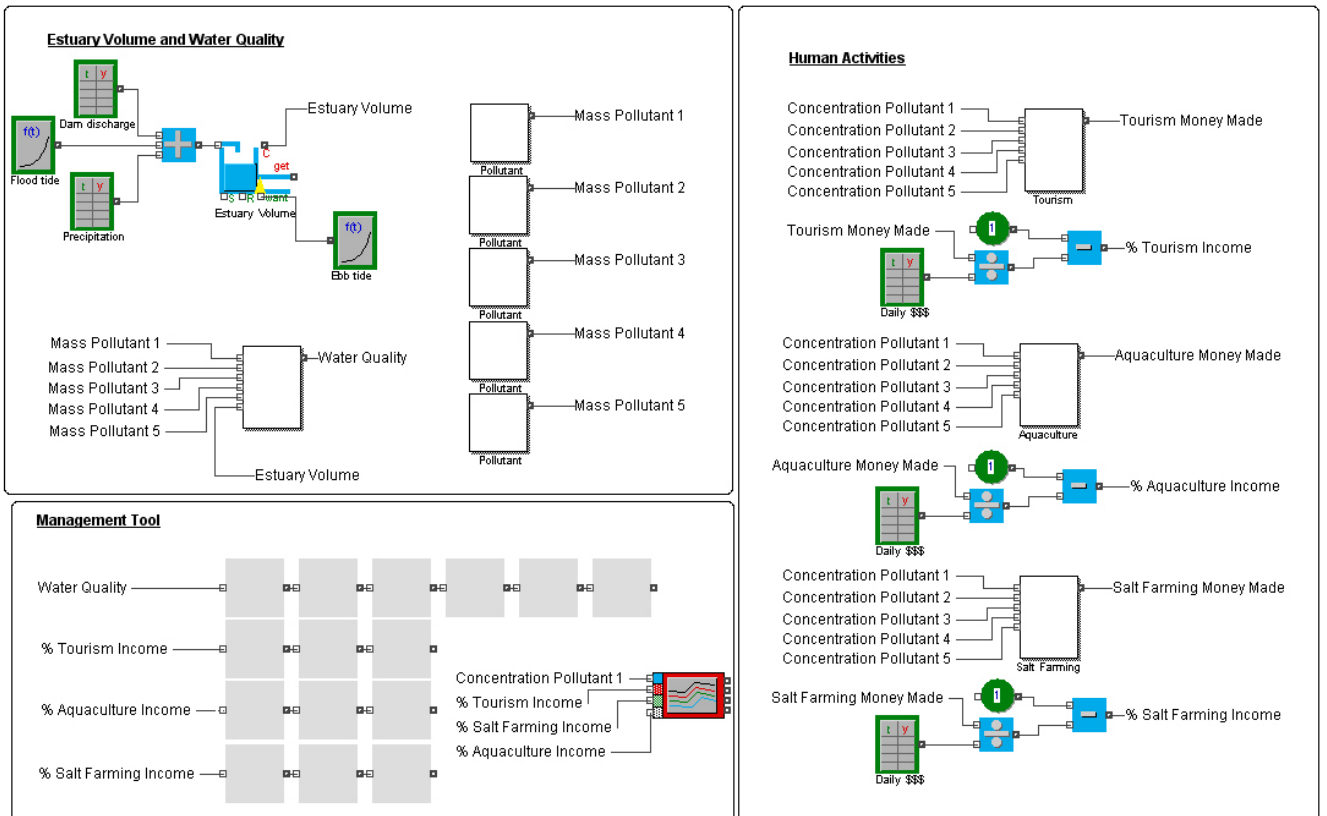 Estuary Volume and Water Quality
t y
Dam discharge
f(t)
Flood tide
t y
Precipitation
C
get
S R want
Estuary Volume
Estuary Volume
f(t)
Ebb tide
Mass Pollutant 1
Pollutant
Mass Pollutant 2
Pollutant
Mass Pollutant 3
Pollutant
Mass Pollutant 4
Pollutant
Mass Pollutant 5
Pollutant
Mass Pollutant 1
Mass Pollutant 2
Mass Pollutant 3
Mass Pollutant 4
Mass Pollutant 5
Water Quality
Estuary Volume
Management Tool
Water Quality
% Tourism Income
% Aquaculture Income
% Salt Farming Income
Concentration Pollutant 1
% Tourism Income
% Salt Farming Income
% Aquaculture Income
Human Activities
Concentration Pollutant 1
Concentration Pollutant 2
Concentration Pollutant 3
Concentration Pollutant 4
Concentration Pollutant 5
Tourism Money Made
Tourism
Tourism Money Made
1
% Tourism Income
t y
Daily $$$
Concentration Pollutant 1
Concentration Pollutant 2
Concentration Pollutant 3
Concentration Pollutant 4
Concentration Pollutant 5
Aquaculture Money Made
Aquaculture
Aquaculture Money Made
1
% Aquaculture Income
t y
Daily $$$
Concentration Pollutant 1
Concentration Pollutant 2
Concentration Pollutant 3
Concentration Pollutant 4
Concentration Pollutant 5
Salt Farming Money Made
Salt Farming
Salt Farming Money Made
1
% Salt Farming Income
t y
Daily $$$